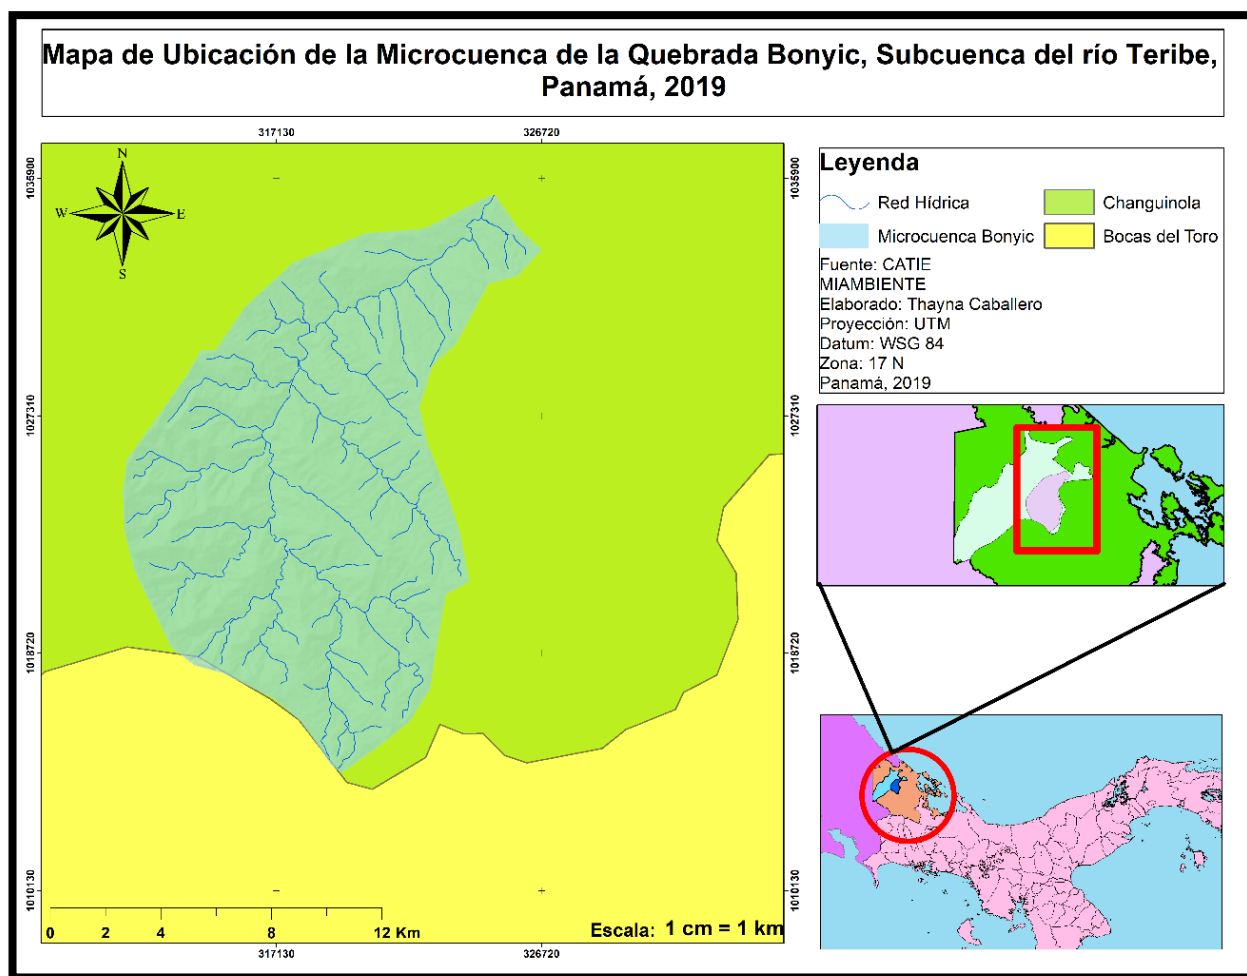 Mapa de Ubicación de la Microcuenca de la Quebrada Bonyic, Subcuenca del río Teribe,
Panamá, 2019
317130
326720
1035900
1035900
N
W
E
S
1027310
1027310
1018720
1018720
1010130
1010130
0 2 4 8 12 Km
Escala: 1 cm = 1 km
317130
326720
Leyenda
Red Hídrica
Changuinola
Microcuenca Bonyic
Bocas del Toro
Fuente: CATIE
MIAMBIENTE
Elaborado: Thayna Caballero
Proyección: UTM
Datum: WSG 84
Zona: 17 N
Panamá, 2019